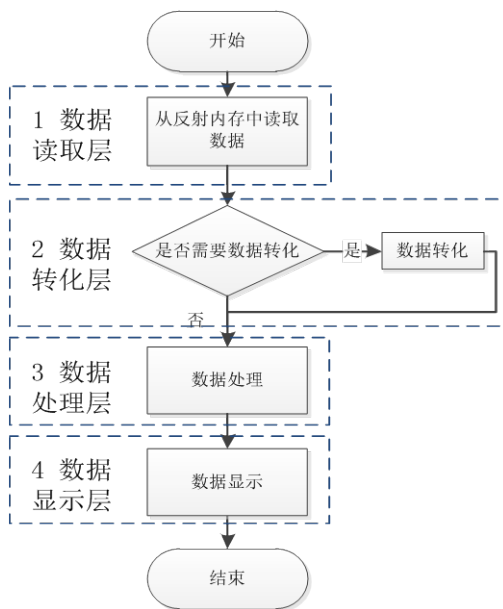 开始
1 数据
读取层
从反射内存中读取
数据
2 数据
转化层
是否需要数据转化
是
数据转化
否
3 数据
处理层
数据处理
4 数据
显示层
数据显示
结束